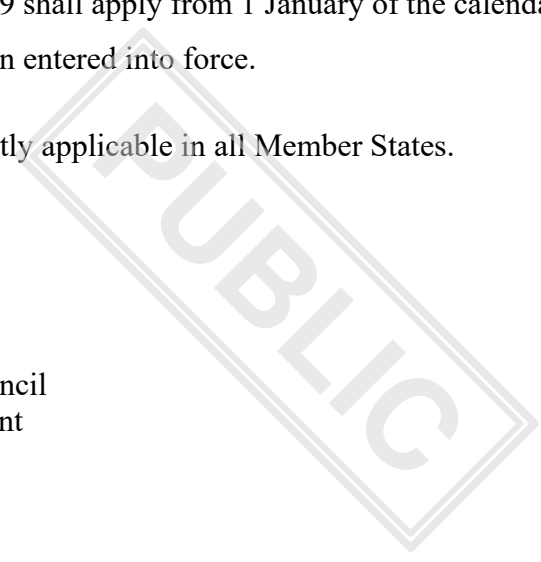 9 shall apply from 1 January of the calenda
n entered into force.
tly applicable in all Member States.
PUBLIC
ncil
nt